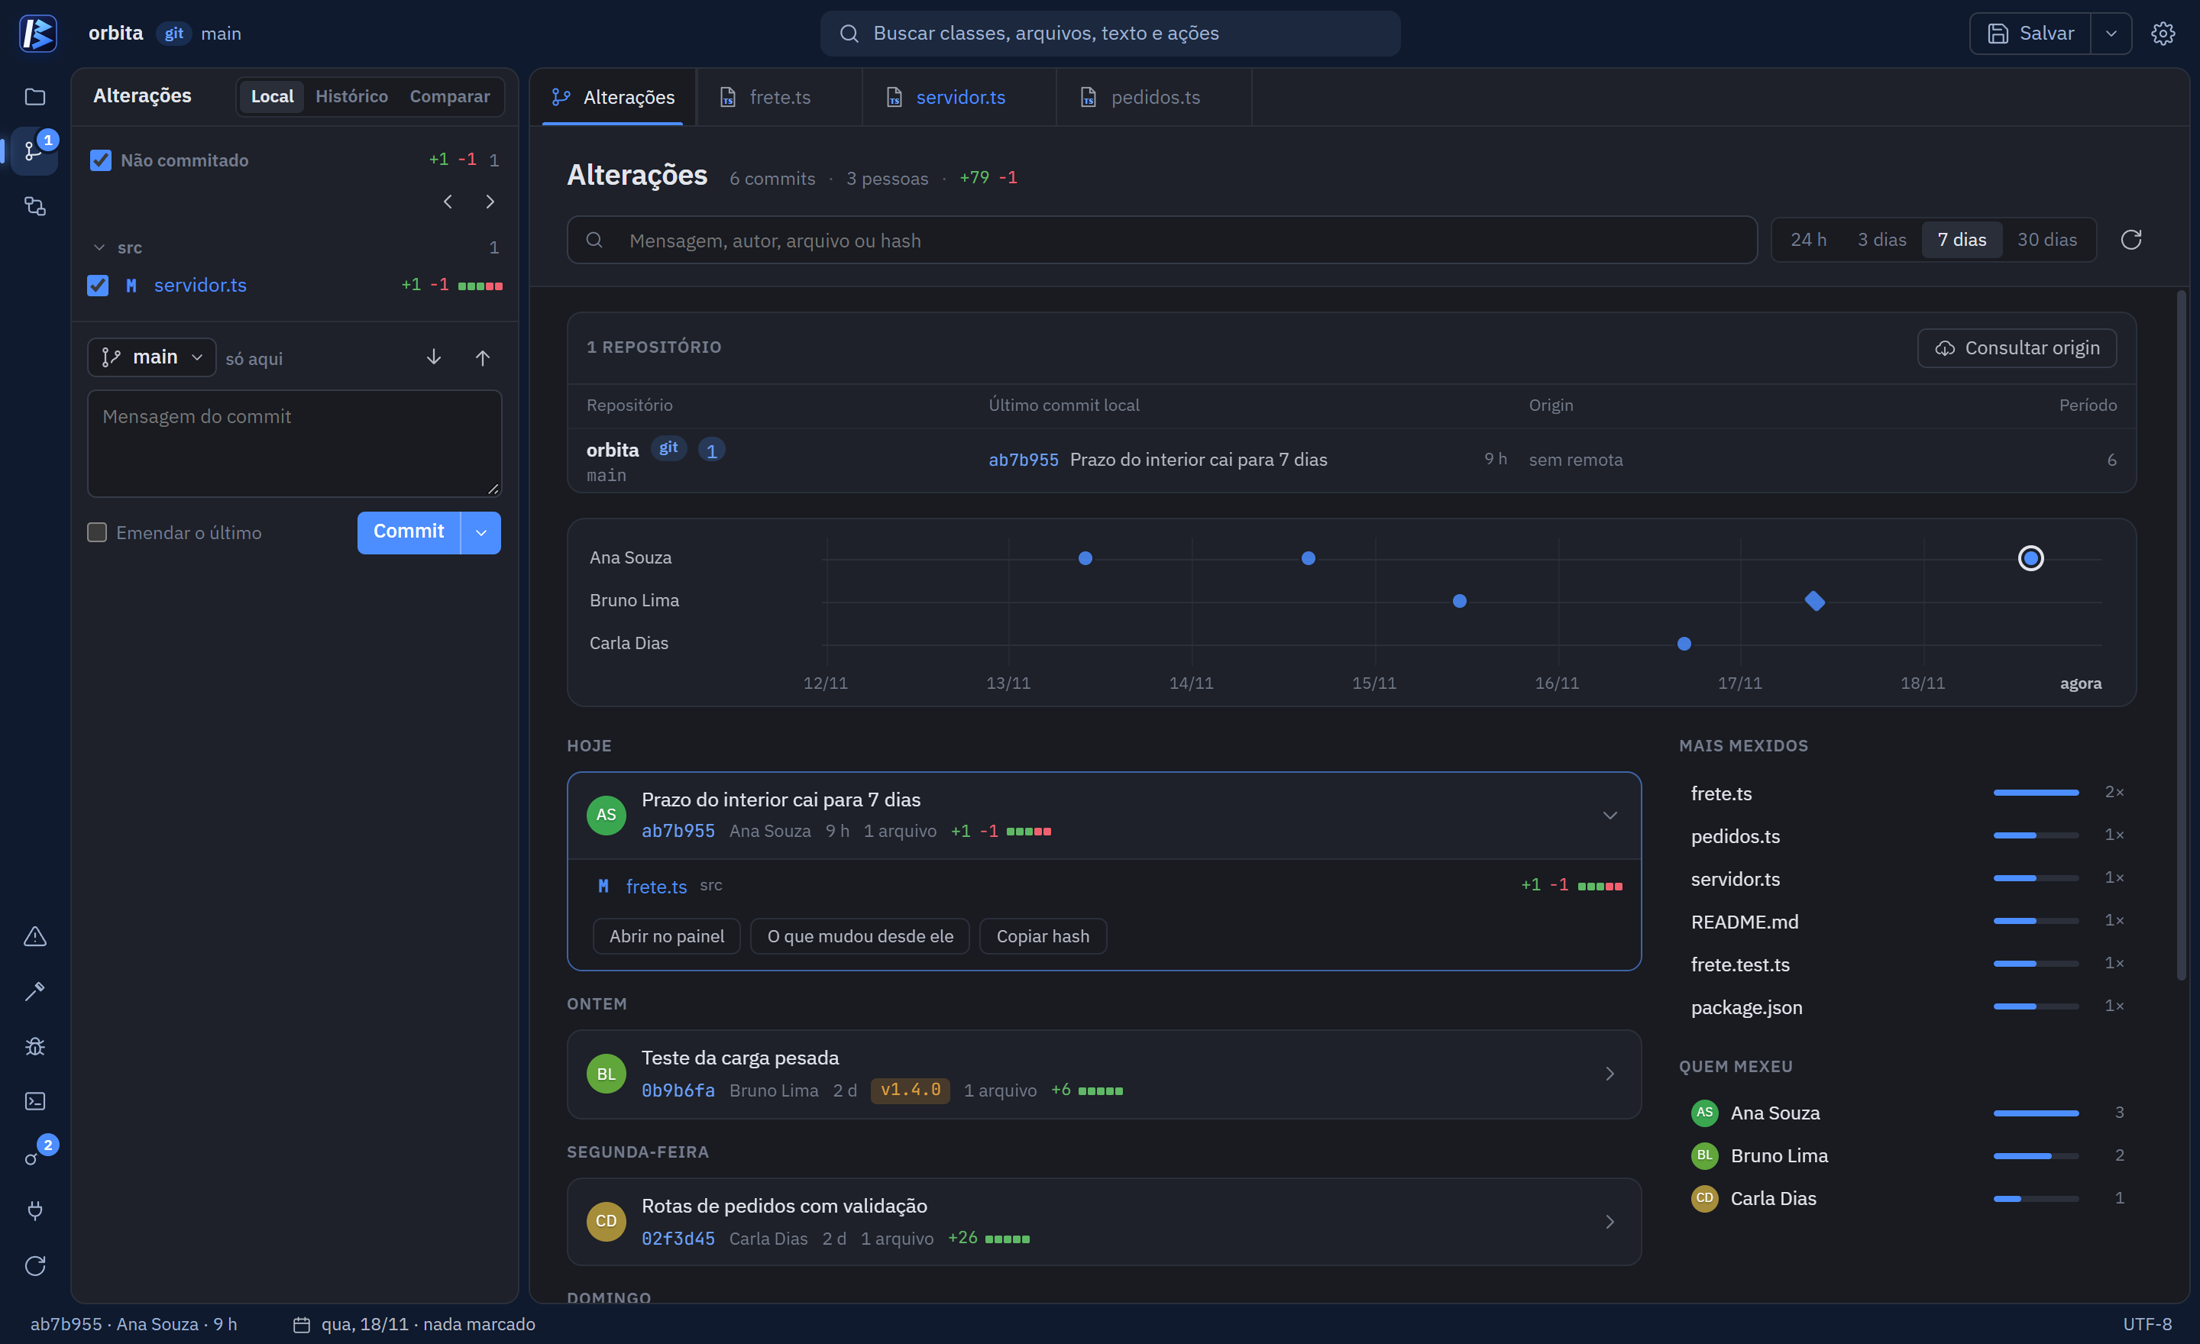 orbita git main
Buscar classes, arquivos, texto e ações
Salvar
1
2
Alterações
Local Histórico Comparar
Não commitado +1 -1 1
src 1
M servidor.ts +1 -1
main só aqui
Mensagem do commit
Emendar o último
Commit
Alterações
frete.ts
servidor.ts
pedidos.ts
Alterações 6 commits · 3 pessoas · +79 -1
Mensagem, autor, arquivo ou hash
24 h 3 dias 7 dias 30 dias
1 REPOSITÓRIO
Consultar origin
Repositório Último commit local Origin Período
orbita git 1
main
ab7b955 Prazo do interior cai para 7 dias 9 h sem remota 6
Ana Souza
Bruno Lima
Carla Dias
12/11 13/11 14/11 15/11 16/11 17/11 18/11 agora
HOJE
AS
Prazo do interior cai para 7 dias
ab7b955 Ana Souza 9 h 1 arquivo +1 -1
M frete.ts src +1 -1
Abrir no painel
O que mudou desde ele
Copiar hash
ONTEM
BL
Teste da carga pesada
0b9b6fa Bruno Lima 2 d v1.4.0 1 arquivo +6
SEGUNDA-FEIRA
CD
Rotas de pedidos com validação
02f3d45 Carla Dias 2 d 1 arquivo +26
DOMINGO
MAIS MEXIDOS
frete.ts 2×
pedidos.ts 1×
servidor.ts 1×
README.md 1×
frete.test.ts 1×
package.json 1×
QUEM MEXEU
AS Ana Souza 3
BL Bruno Lima 2
CD Carla Dias 1
ab7b955 · Ana Souza · 9 h
qua, 18/11 · nada marcado
UTF-8